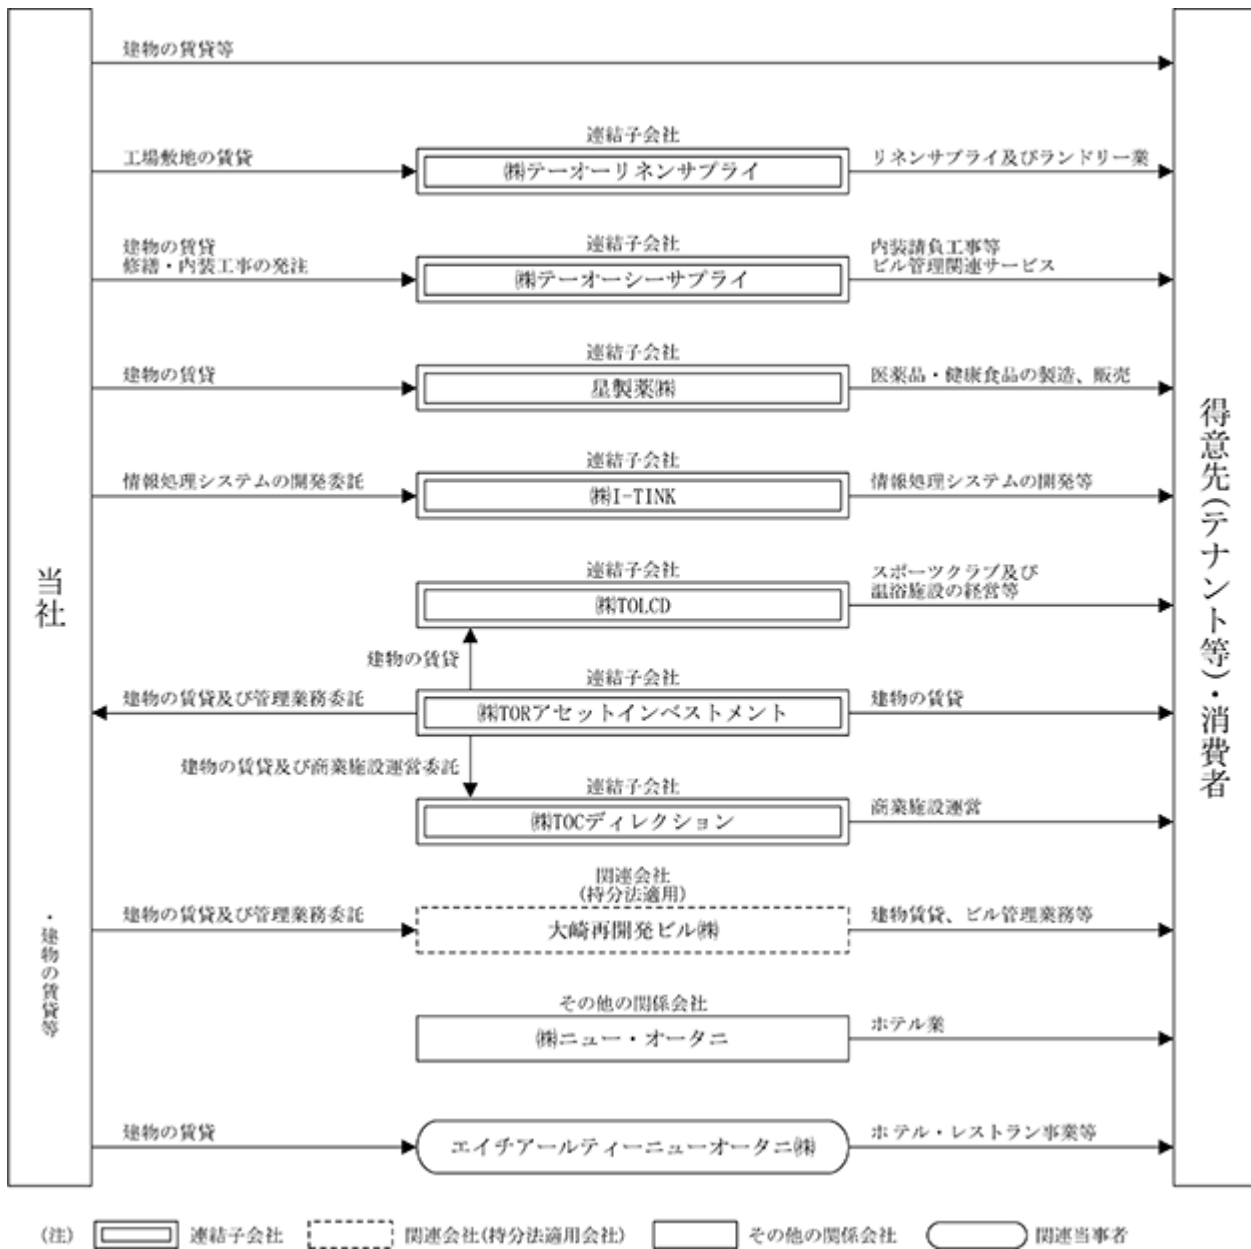 建物の賃貸等
連結子会社
工場敷地の賃貸
㈱テーオーリネンサプライ
リネンサプライ及びランドリー業
連結子会社
建物の賃貸
修繕・内装工事の発注
㈱テーオーシーサプライ
内装請負工事等
ビル管理関連サービス
連結子会社
建物の賃貸
星製薬㈱
医薬品・健康食品の製造、販売
連結子会社
情報処理システムの開発委託
㈱I-TINK
情報処理システムの開発等
連結子会社
㈱TOLCD
スポーツクラブ及び
温浴施設の経営等
建物の賃貸
連結子会社
建物の賃貸及び管理業務委託
㈱TORアセットインベストメント
建物の賃貸
建物の賃貸及び商業施設運営委託
連結子会社
㈱TOCディレクション
商業施設運営
関連会社
(持分法適用)
建物の賃貸及び管理業務委託
大崎再開発ビル㈱
建物賃貸、ビル管理業務等
その他の関係会社
㈱ニュー・オータニ
ホテル業
建物の賃貸
エイチアールティーニューオータニ㈱
ホテル・レストラン事業等
当社
・建物の賃貸等
得意先(テナント等)・消費者
(注) 連結子会社 関連会社(持分法適用会社) その他の関係会社 関連当事者